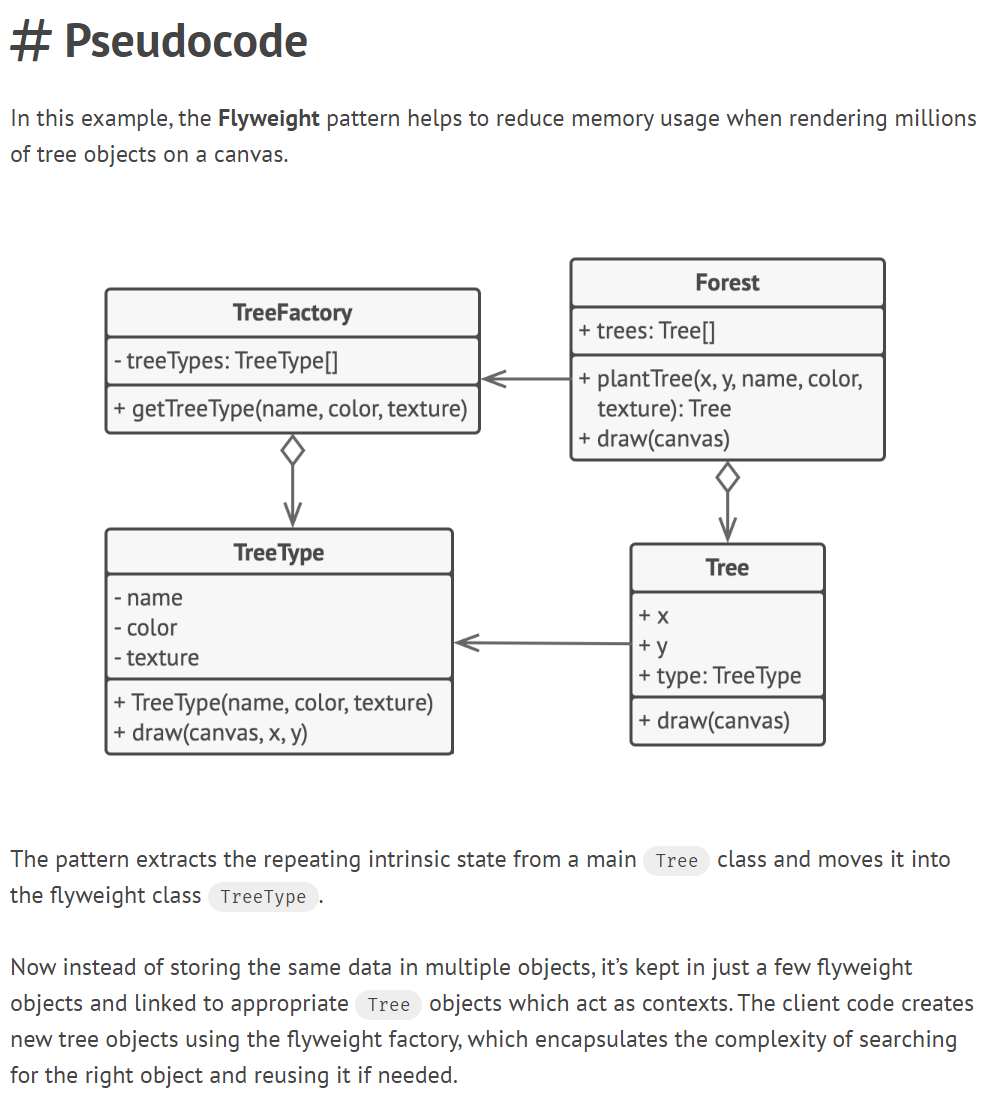 # Pseudocode
In this example, the Flyweight pattern helps to reduce memory usage when rendering millions
of tree objects on a canvas.
TreeFactory
- treeTypes: TreeType[]
+ getTreeType(name, color, texture)
Forest
+ trees: Tree[]
+ plantTree(x, y, name, color,
texture): Tree
+ draw(canvas)
TreeType
- name
- color
- texture
+ TreeType(name, color, texture)
+ draw(canvas, x, y)
Tree
+ x
+ y
+ type: TreeType
+ draw(canvas)
The pattern extracts the repeating intrinsic state from a main Tree class and moves it into
the flyweight class TreeType.
Now instead of storing the same data in multiple objects, it’s kept in just a few flyweight
objects and linked to appropriate Tree objects which act as contexts. The client code creates
new tree objects using the flyweight factory, which encapsulates the complexity of searching
for the right object and reusing it if needed.